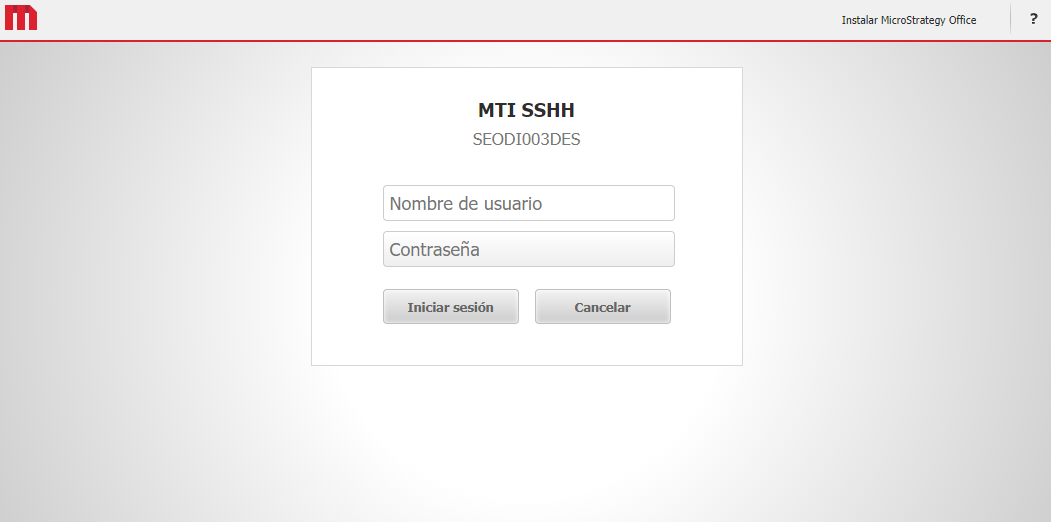 Instalar MicroStrategy Office
?
MTI SSHH
SEODI003DES
Nombre de usuario
Contraseña
Iniciar sesión
Cancelar